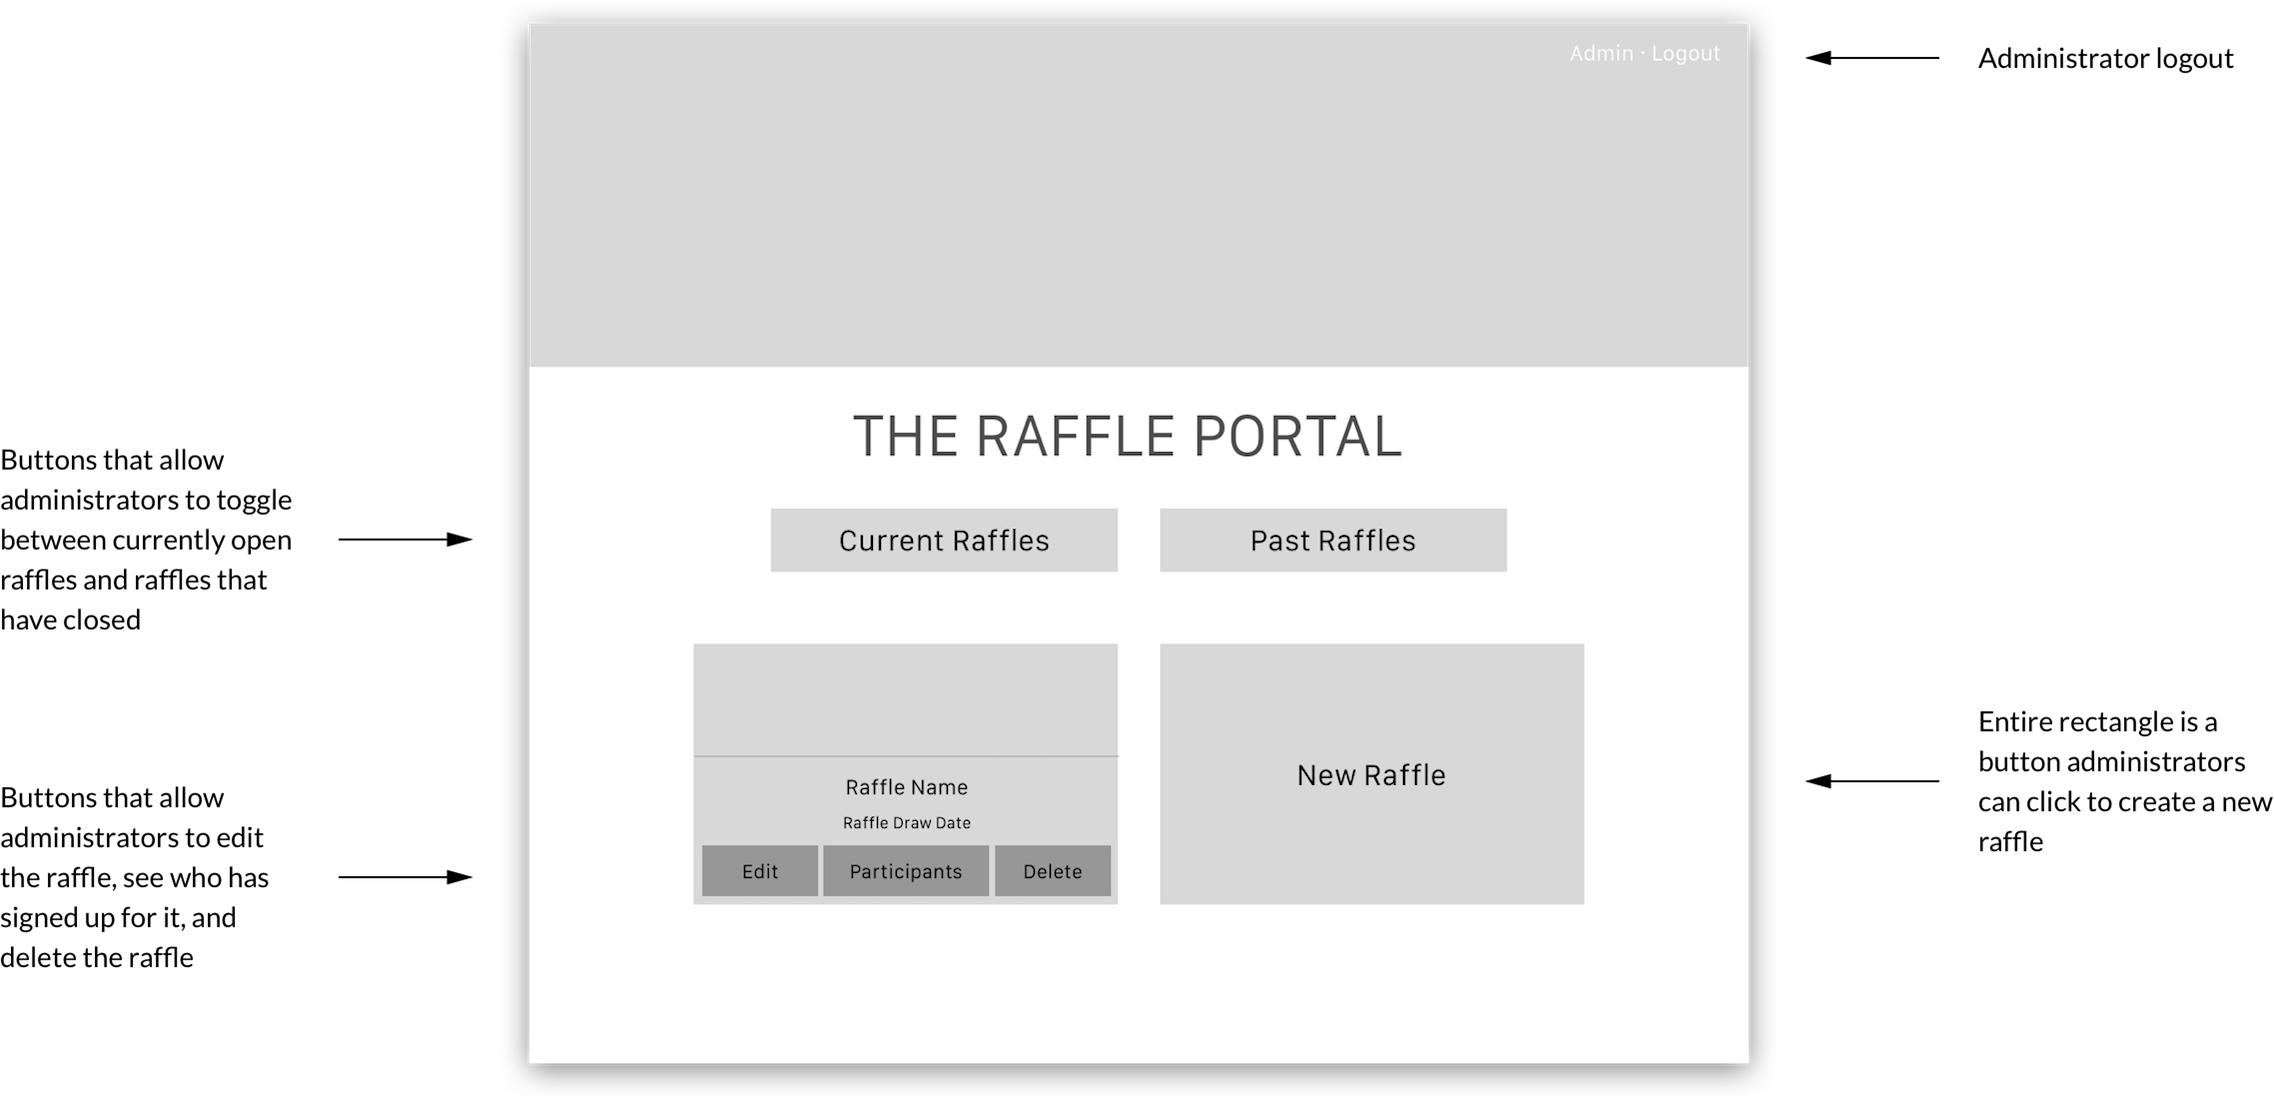 Admin · Logout
Administrator logout
THE RAFFLE PORTAL
Buttons that allow
administrators to toggle
between currently open
raffles and raffles that
have closed
Current Raffles
Past Raffles
Buttons that allow
administrators to edit
the raffle, see who has
signed up for it, and
delete the raffle
Raffle Name
Raffle Draw Date
Edit
Participants
Delete
New Raffle
Entire rectangle is a
button administrators
can click to create a new
raffle